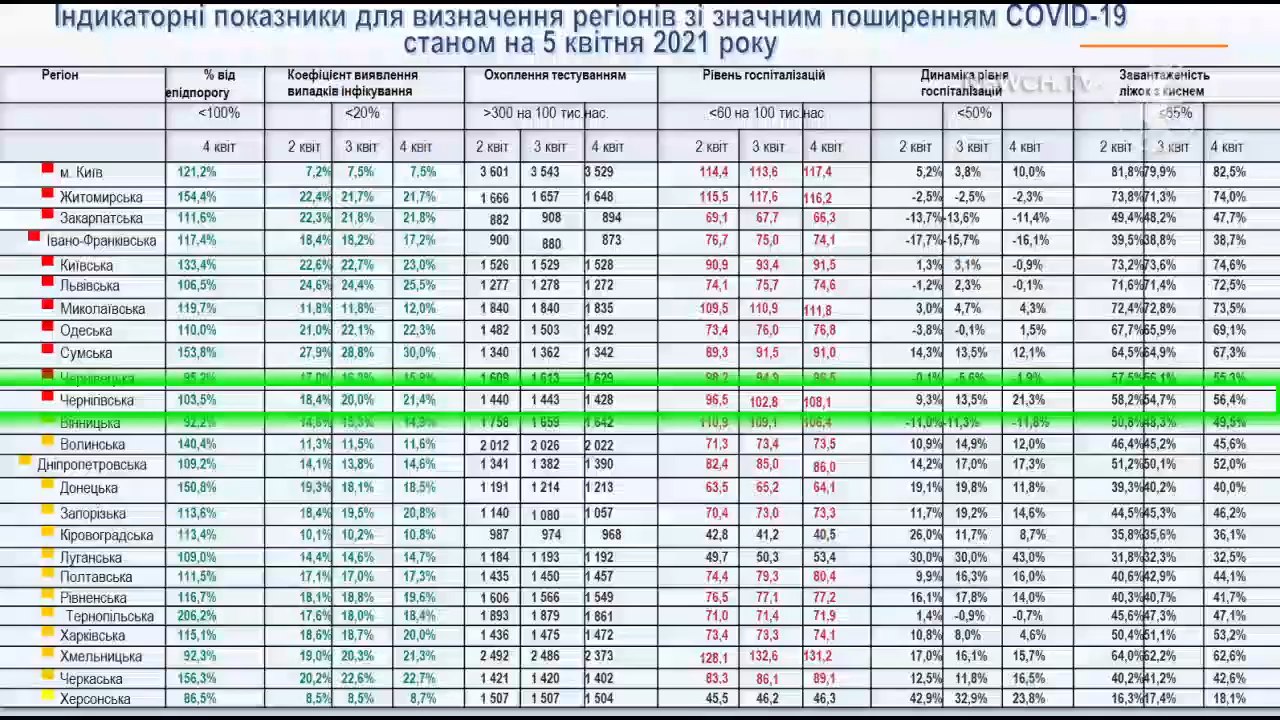 Індикаторні показники для визначення регіонів зі значним поширенням COVID-19
станом на 5 квітня 2021 року
Регіон % від епідпорогу Коефіцієнт виявлення випадків інфікування Охоплення тестуванням Рівень госпіталізацій Динаміка рівня госпіталізацій Завантаженість ліжок з киснем
<100% <20% >300 на 100 тис.нас. <60 на 100 тис.нас <50% ≤65%
4 квіт 2 квіт 3 квіт 4 квіт 2 квіт 3 квіт 4 квіт 2 квіт 3 квіт 4 квіт 2 квіт 3 квіт 4 квіт 2 квіт 3 квіт 4 квіт
м. Київ 121,2% 7,2% 7,5% 7,5% 3 601 3 543 3 529 114,4 113,6 117,4 5,2% 3,8% 10,0% 81,8% 79,9% 82,5%
Житомирська 154,4% 22,4% 21,7% 21,7% 1 666 1 657 1 648 115,5 117,6 116,2 -2,5% -2,5% -2,3% 73,8% 71,3% 74,0%
Закарпатська 111,6% 22,3% 21,8% 21,8% 882 908 894 69,1 67,7 66,3 -13,7% -13,6% -11,4% 49,4% 48,2% 47,7%
Івано-Франківська 117,4% 18,4% 18,2% 17,2% 900 880 873 76,7 75,0 74,1 -17,7% -15,7% -16,1% 39,5% 38,8% 38,7%
Київська 133,4% 22,6% 22,7% 23,0% 1 526 1 529 1 528 90,9 93,4 91,5 1,3% 3,1% -0,9% 73,2% 73,6% 74,6%
Львівська 106,5% 24,6% 24,4% 25,5% 1 277 1 278 1 272 74,1 75,7 74,6 -1,2% 2,3% -0,1% 71,6% 71,4% 72,5%
Миколаївська 119,7% 11,8% 11,8% 12,0% 1 840 1 840 1 835 109,5 110,9 111,8 3,0% 4,7% 4,3% 72,4% 72,8% 73,5%
Одеська 110,0% 21,0% 22,1% 22,3% 1 482 1 503 1 492 73,4 76,0 76,8 -3,8% -0,1% 1,5% 67,7% 65,9% 69,1%
Сумська 153,8% 27,9% 28,8% 30,0% 1 340 1 362 1 342 89,3 91,5 91,0 14,3% 13,5% 12,1% 64,5% 64,9% 67,3%
Чернівецька 1 609 1 613 1 629
Чернігівська 103,5% 18,4% 20,0% 21,4% 1 440 1 443 1 428 96,5 102,8 108,1 9,3% 13,5% 21,3% 58,2% 54,7% 56,4%
Вінницька 92,2% 14,8% 15,3% 14,9% 1 758 1 659 1 642 110,9 109,1 106,4 -11,0% -11,3% -11,8% 50,8% 48,3% 49,5%
Волинська 140,4% 11,3% 11,5% 11,6% 2 012 2 026 2 022 71,3 73,4 73,5 10,9% 14,9% 12,0% 46,4% 45,2% 45,6%
Дніпропетровська 109,2% 14,1% 13,8% 14,6% 1 341 1 382 1 390 82,4 85,0 86,0 14,2% 17,0% 17,3% 51,2% 50,1% 52,0%
Донецька 150,8% 19,3% 18,1% 18,5% 1 191 1 214 1 213 63,5 65,2 64,1 19,1% 19,8% 11,8% 39,3% 40,2% 40,0%
Запорізька 113,6% 18,4% 19,5% 20,8% 1 140 1 080 1 057 70,4 73,0 73,3 11,7% 19,2% 14,6% 44,5% 45,3% 46,2%
Кіровоградська 113,4% 10,1% 10,2% 10,8% 987 974 968 42,8 41,2 40,5 26,0% 11,7% 8,7% 35,8% 35,6% 36,1%
Луганська 109,0% 14,4% 14,6% 14,7% 1 184 1 193 1 192 49,7 50,3 53,4 30,0% 30,0% 43,0% 31,8% 32,3% 32,5%
Полтавська 111,5% 17,1% 17,0% 17,3% 1 435 1 450 1 457 74,4 79,3 80,4 9,9% 16,3% 16,0% 40,6% 42,9% 44,1%
Рівненська 116,7% 18,1% 18,8% 19,6% 1 606 1 566 1 549 76,5 77,1 77,2 16,1% 17,8% 14,0% 40,3% 40,7% 41,7%
Тернопільська 206,2% 17,6% 18,0% 18,4% 1 893 1 879 1 861 71,0 71,4 71,9 1,4% -0,9% -0,7% 45,6% 47,3% 47,1%
Харківська 115,1% 18,6% 18,7% 20,0% 1 436 1 475 1 472 73,4 73,3 74,1 10,8% 8,0% 4,6% 50,4% 51,1% 53,2%
Хмельницька 92,3% 19,0% 20,3% 21,3% 2 492 2 486 2 373 128,1 132,6 131,2 17,0% 16,1% 15,7% 64,0% 62,2% 62,6%
Черкаська 156,3% 20,2% 22,6% 22,7% 1 421 1 420 1 402 83,3 86,1 89,1 12,5% 11,8% 16,5% 40,2% 41,2% 42,6%
Херсонська 86,5% 8,5% 8,5% 8,7% 1 507 1 507 1 504 45,5 46,2 46,3 42,9% 32,9% 23,8% 16,3% 17,4% 18,1%